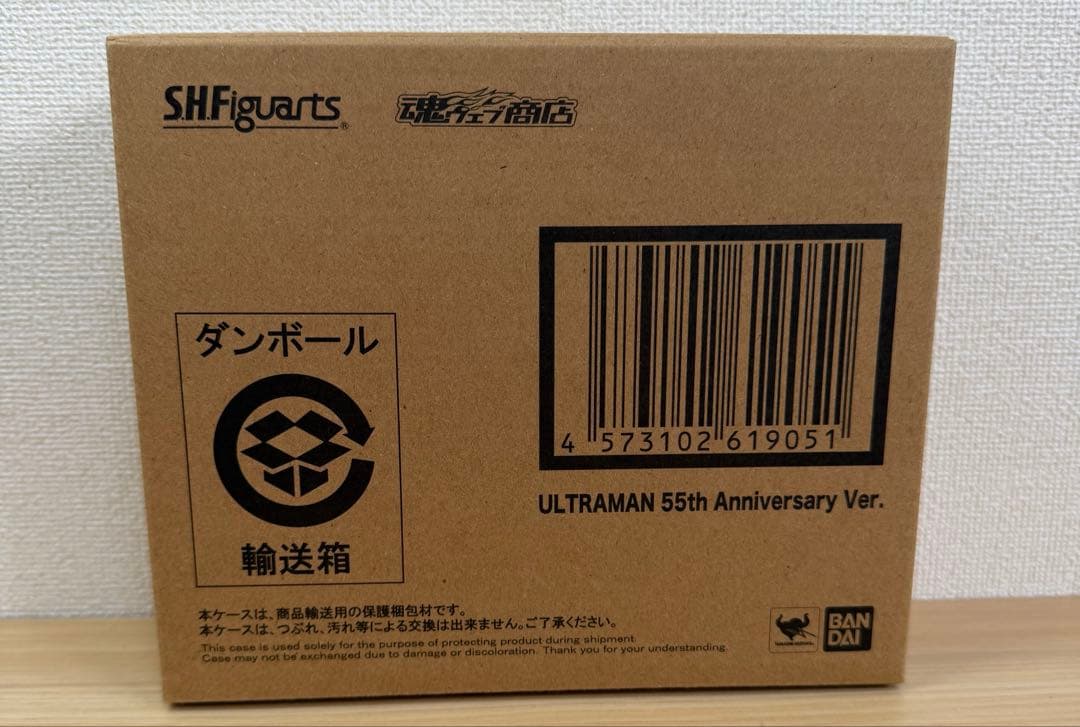 S.H.Figuarts®
魂ウェブ商店
4 573102 619051
ULTRAMAN 55th Anniversary Ver.
ダンボール
輸送箱
本ケースは、商品輸送用の保護梱包材です。
本ケースは、つぶれ、汚れ等による交換は出来ません。ご了承ください。
This case is used solely for the purpose of protecting product during shipment.
Case may not be exchanged due to damage or discoloration. Thank you for your understanding.
BAN
DAI